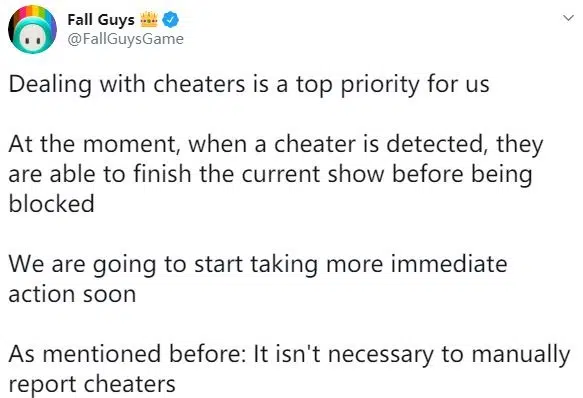 Fall Guys 👑
@FallGuysGame
Dealing with cheaters is a top priority for us
At the moment, when a cheater is detected, they
are able to finish the current show before being
blocked
We are going to start taking more immediate
action soon
As mentioned before: It isn't necessary to manually
report cheaters